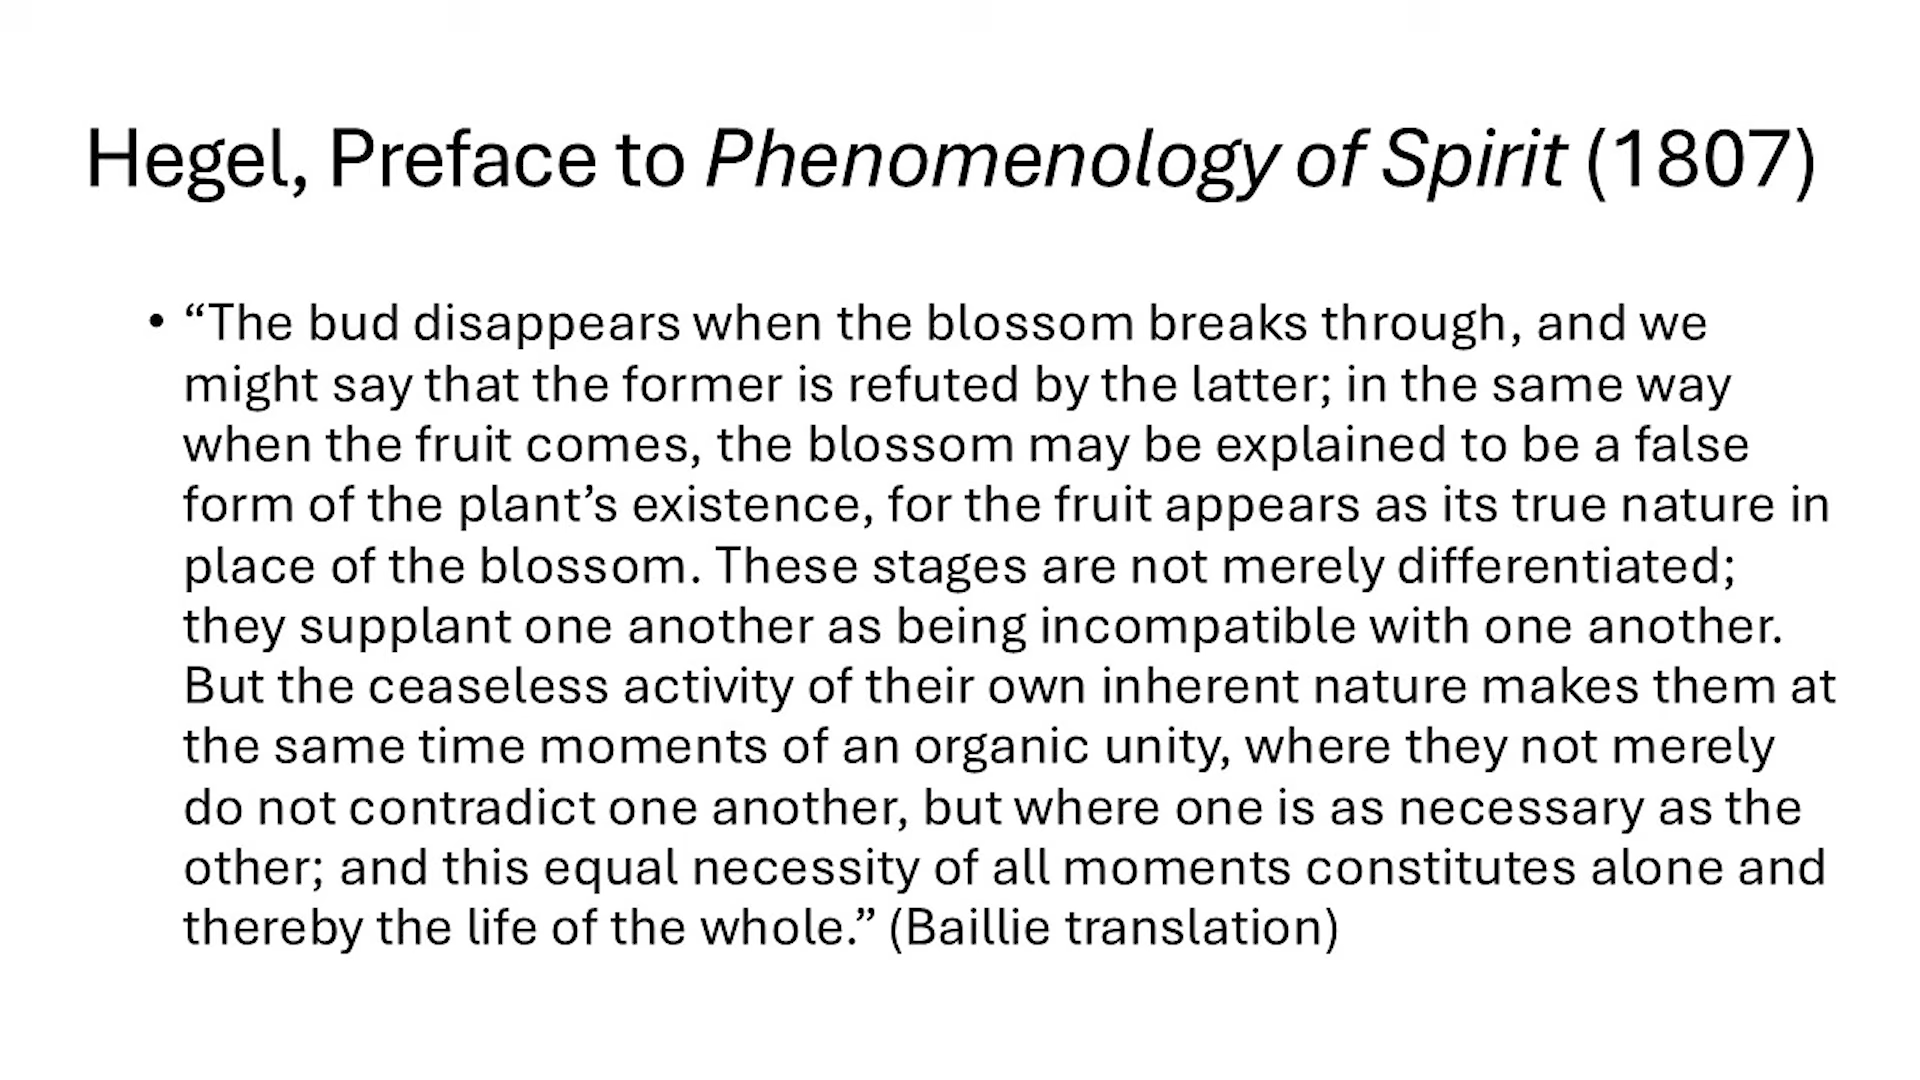 Hegel, Preface to Phenomenology of Spirit (1807)
• “The bud disappears when the blossom breaks through, and we
might say that the former is refuted by the latter; in the same way
when the fruit comes, the blossom may be explained to be a false
form of the plant’s existence, for the fruit appears as its true nature in
place of the blossom. These stages are not merely differentiated;
they supplant one another as being incompatible with one another.
But the ceaseless activity of their own inherent nature makes them at
the same time moments of an organic unity, where they not merely
do not contradict one another, but where one is as necessary as the
other; and this equal necessity of all moments constitutes alone and
thereby the life of the whole.” (Baillie translation)